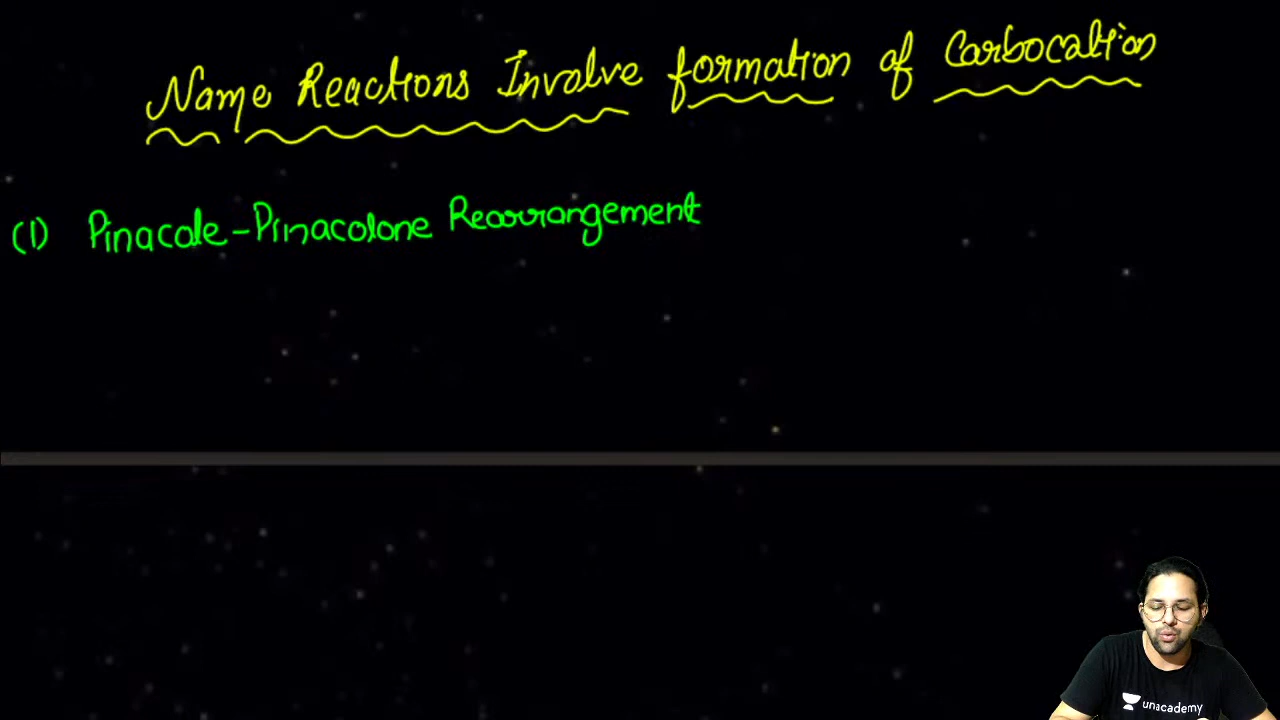 Name Reactions Involve formation of Carbocation
(1) Pinacole-Pinacolone Rearrangement
unacademy